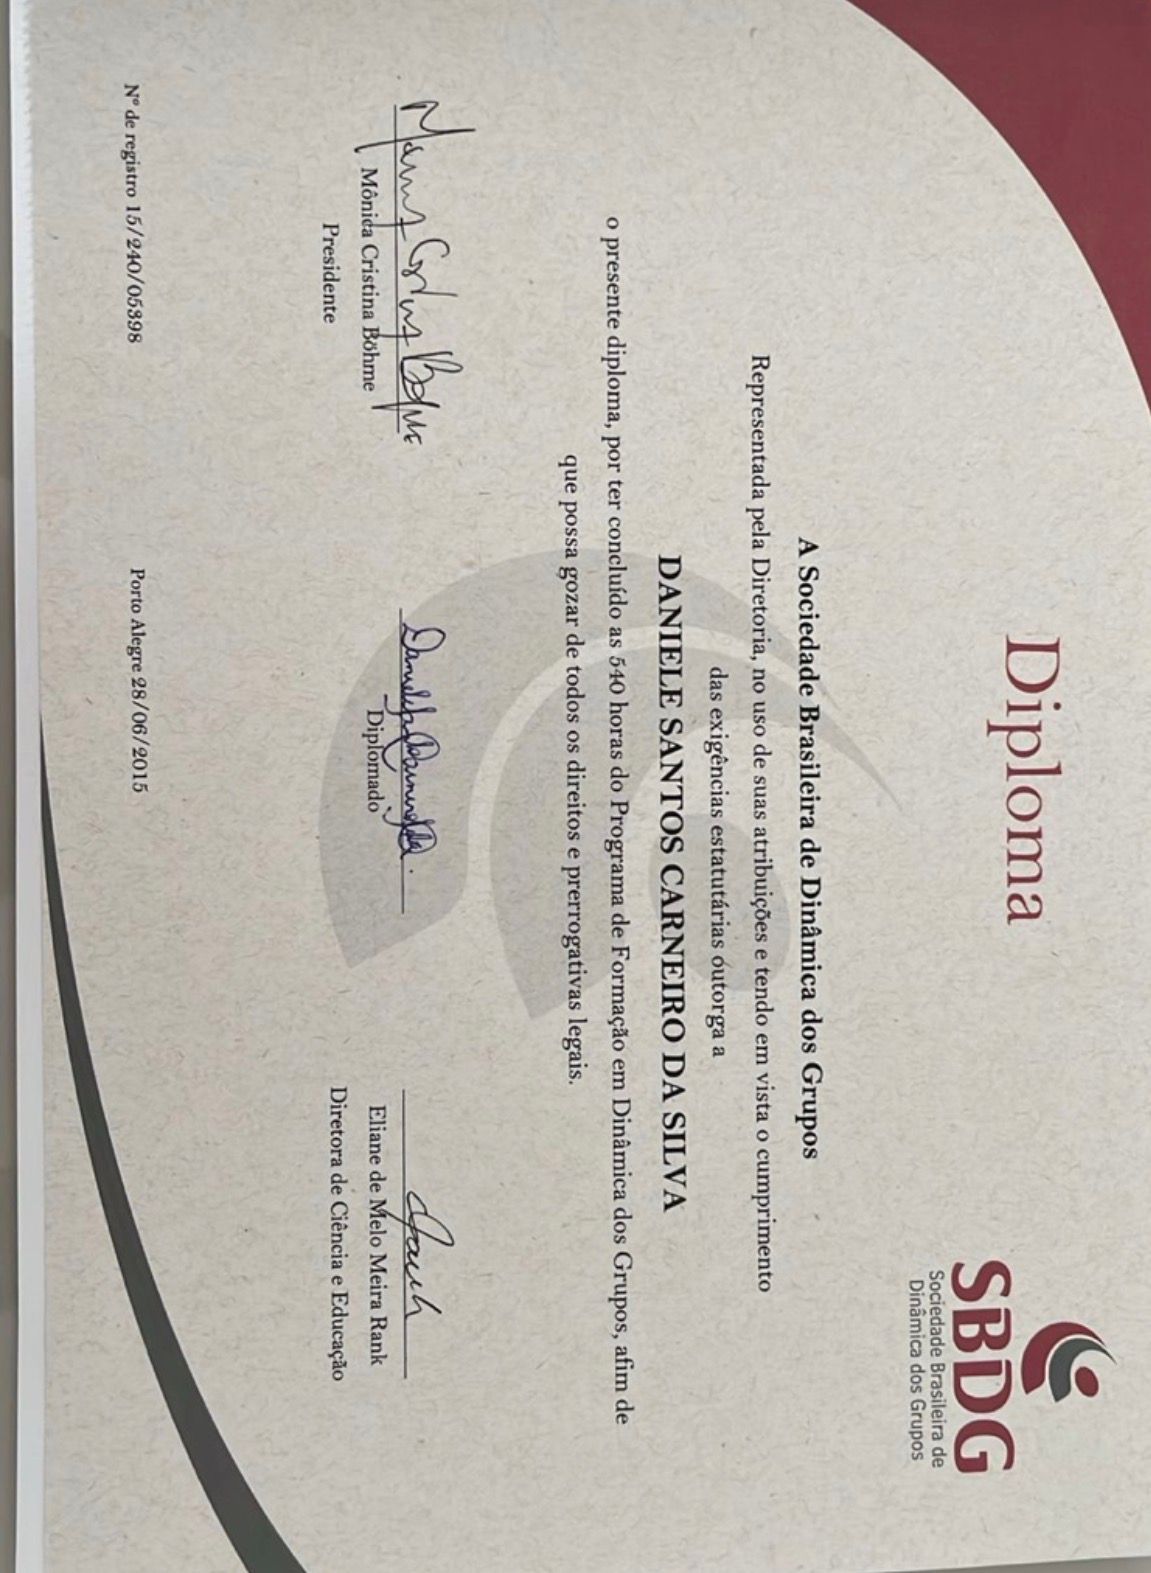 Diploma
SBDG
Sociedade Brasileira de
Dinâmica dos Grupos
A Sociedade Brasileira de Dinâmica dos Grupos
Representada pela Diretoria, no uso de suas atribuições e tendo em vista o cumprimento
das exigências estatutárias outorga a
DANIELE SANTOS CARNEIRO DA SILVA
o presente diploma, por ter concluído as 540 horas do Programa de Formação em Dinâmica dos Grupos, afim de
que possa gozar de todos os direitos e prerrogativas legais.
Mônica Cristina Böhme
Presidente
Diplomado
Eliane de Melo Meira Rank
Diretora de Ciência e Educação
Nº de registro 15/240/05398
Porto Alegre 28/06/2015